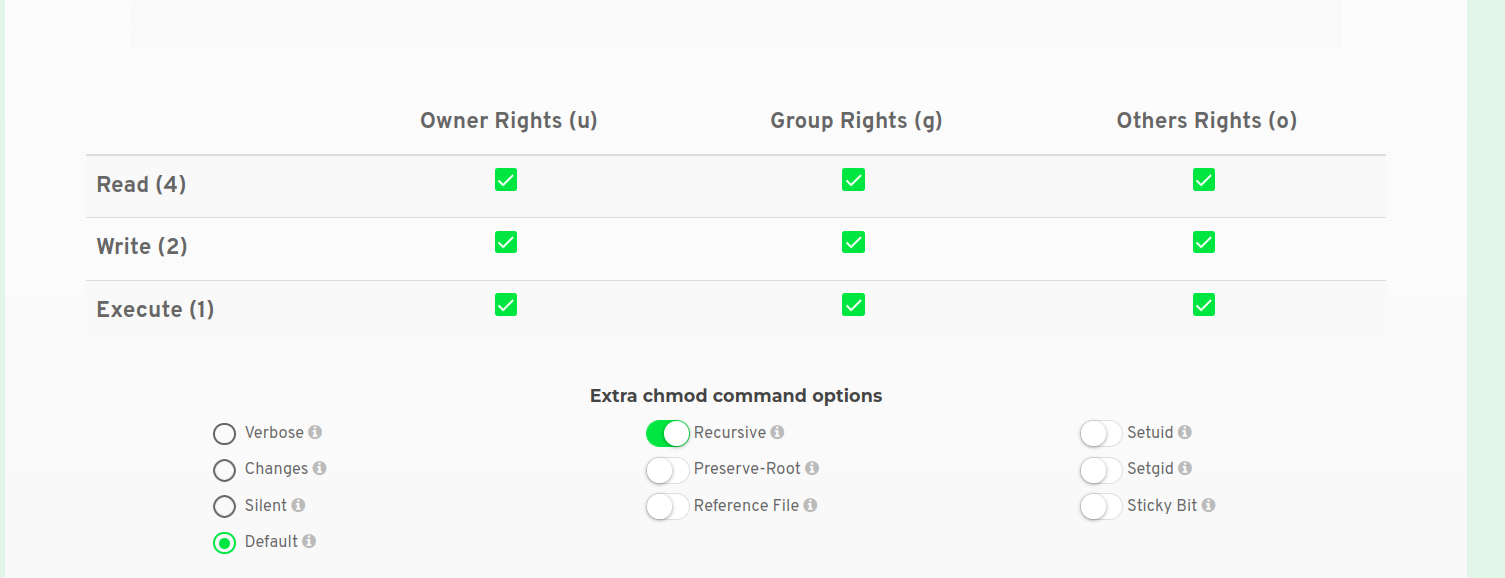 Owner Rights (u) Group Rights (g) Others Rights (o)
Read (4)
Write (2)
Execute (1)
Extra chmod command options
Verbose Recursive Setuid
Changes Preserve-Root Setgid
Silent Reference File Sticky Bit
Default